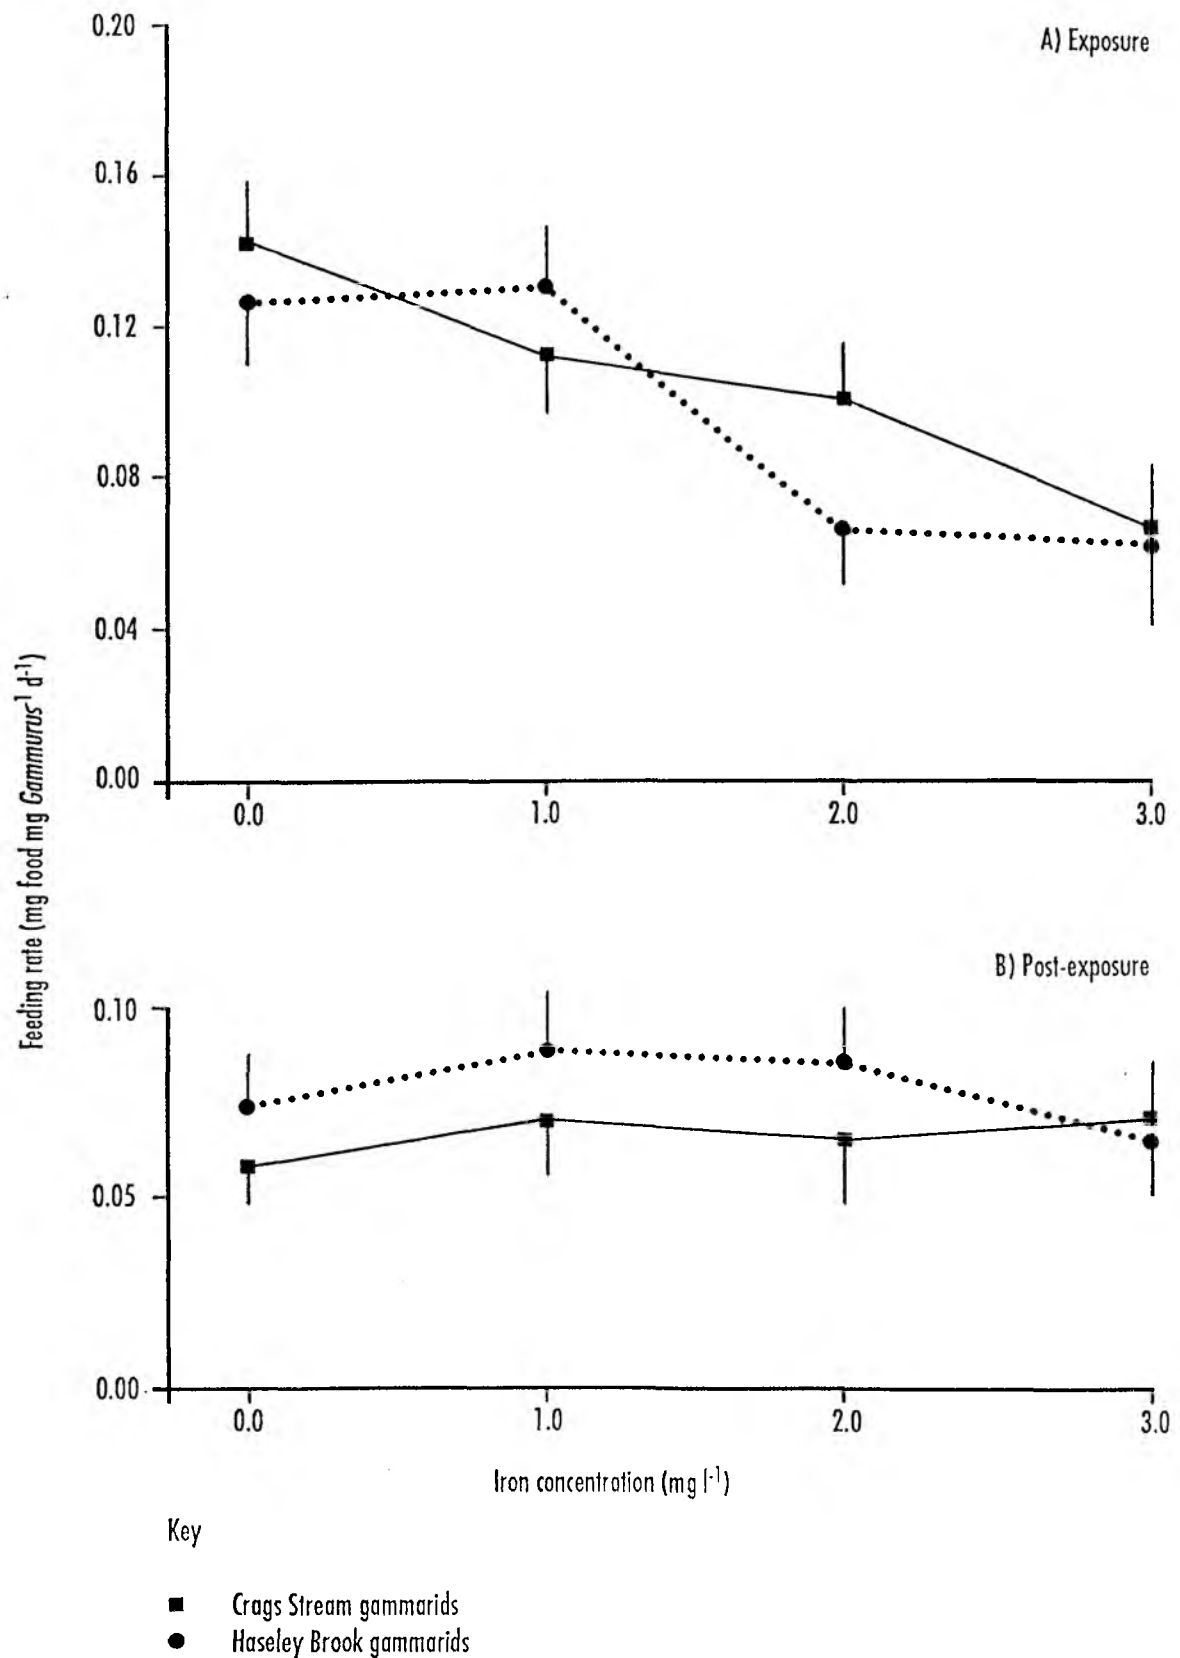 A) Exposure
0.20
0.16
0.12
0.08
0.04
0.00
0.0 1.0 2.0 3.0
Feeding rate (mg food mg Gammurus⁻¹ d⁻¹)
B) Post-exposure
0.10
0.05
0.00
0.0 1.0 2.0 3.0
Iron concentration (mg l⁻¹)
Key
■ Crags Stream gammarids
● Haseley Brook gammarids